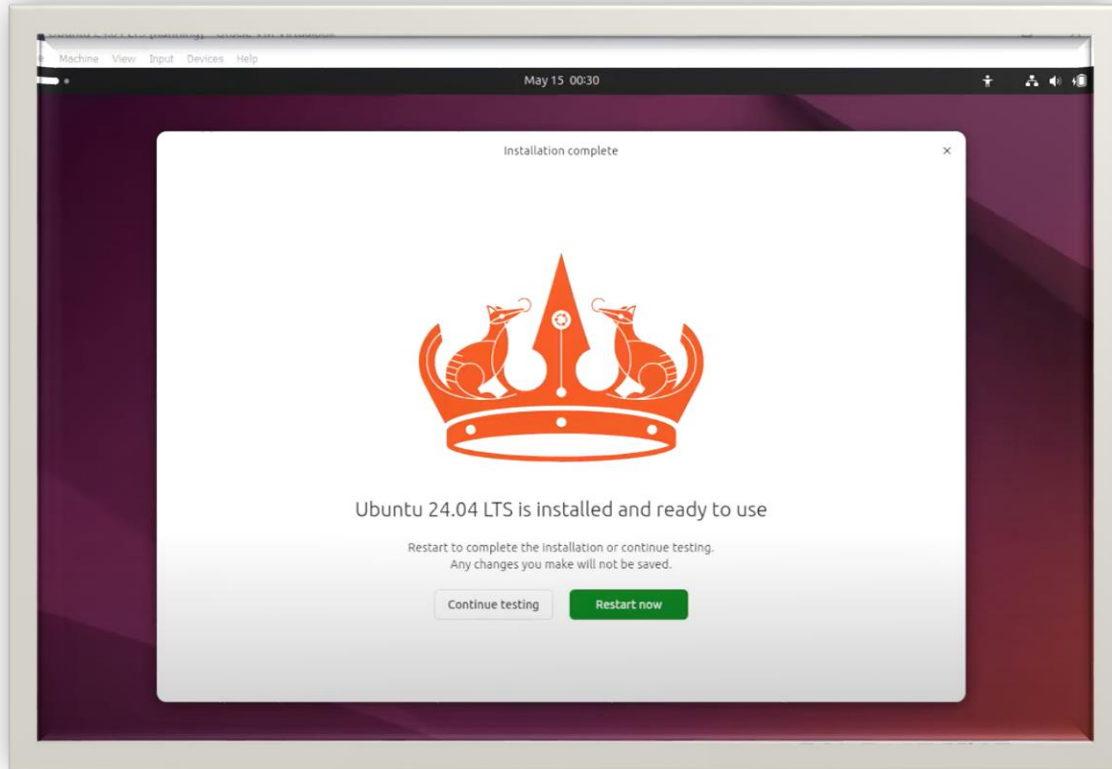 Machine View Input Devices Help
May 15 00:30
Installation complete
Ubuntu 24.04 LTS is installed and ready to use
Restart to complete the installation or continue testing.
Any changes you make will not be saved.
Continue testing
Restart now